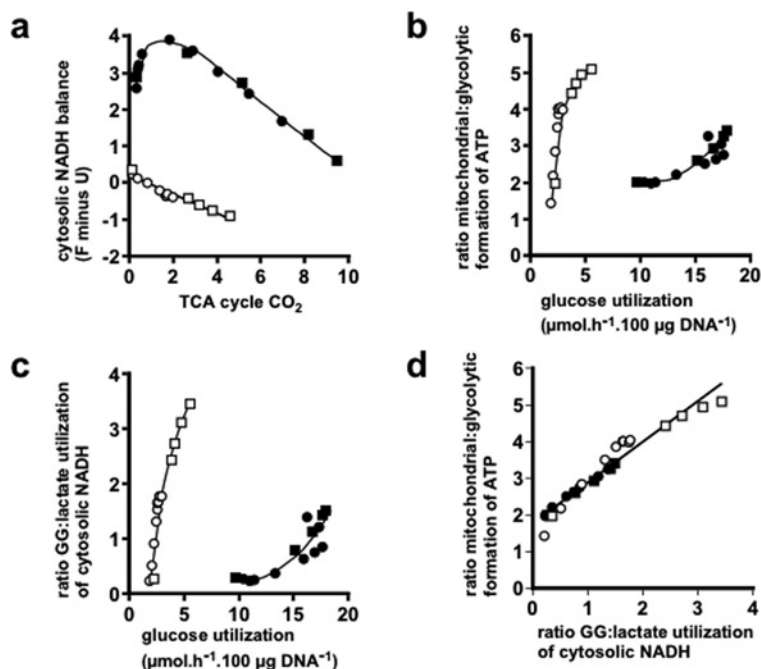 a
cytosolic NADH balance
(F minus U)
4
3
2
1
0
-1
-2
0 2 4 6 8 10
TCA cycle CO₂
b
ratio mitochondrial:glycolytic
formation of ATP
6
5
4
3
2
1
0
0 5 10 15 20
glucose utilization
(µmol.h⁻¹.100 µg DNA⁻¹)
c
ratio GG:lactate utilization
of cytosolic NADH
4
3
2
1
0
0 5 10 15 20
glucose utilization
(µmol.h⁻¹.100 µg DNA⁻¹)
d
ratio mitochondrial:glycolytic
formation of ATP
6
5
4
3
2
1
0
0 1 2 3 4
ratio GG:lactate utilization
of cytosolic NADH